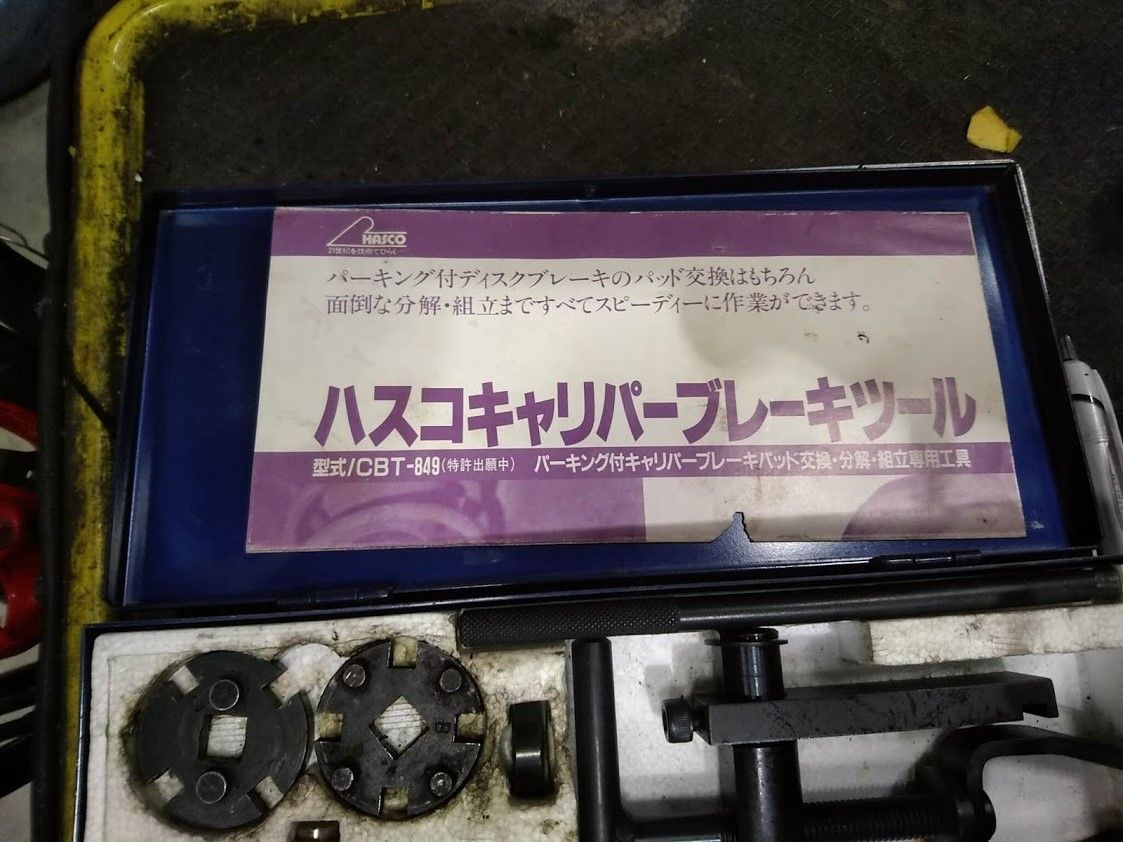 HASCO
21世紀を技術でひらく…
パーキング付ディスクブレーキのパッド交換はもちろん
面倒な分解・組立まですべてスピーディーに作業ができます。
ハスコキャリパーブレーキツール
型式/CBT-849(特許出願中) パーキング付キャリパーブレーキパッド交換・分解・組立専用工具